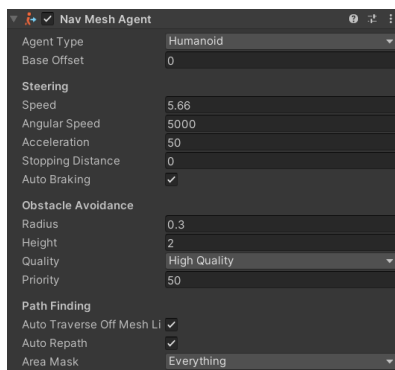 Nav Mesh Agent
Agent Type Humanoid
Base Offset 0
Steering
Speed 5.66
Angular Speed 5000
Acceleration 50
Stopping Distance 0
Auto Braking
Obstacle Avoidance
Radius 0.3
Height 2
Quality High Quality
Priority 50
Path Finding
Auto Traverse Off Mesh Li
Auto Repath
Area Mask Everything